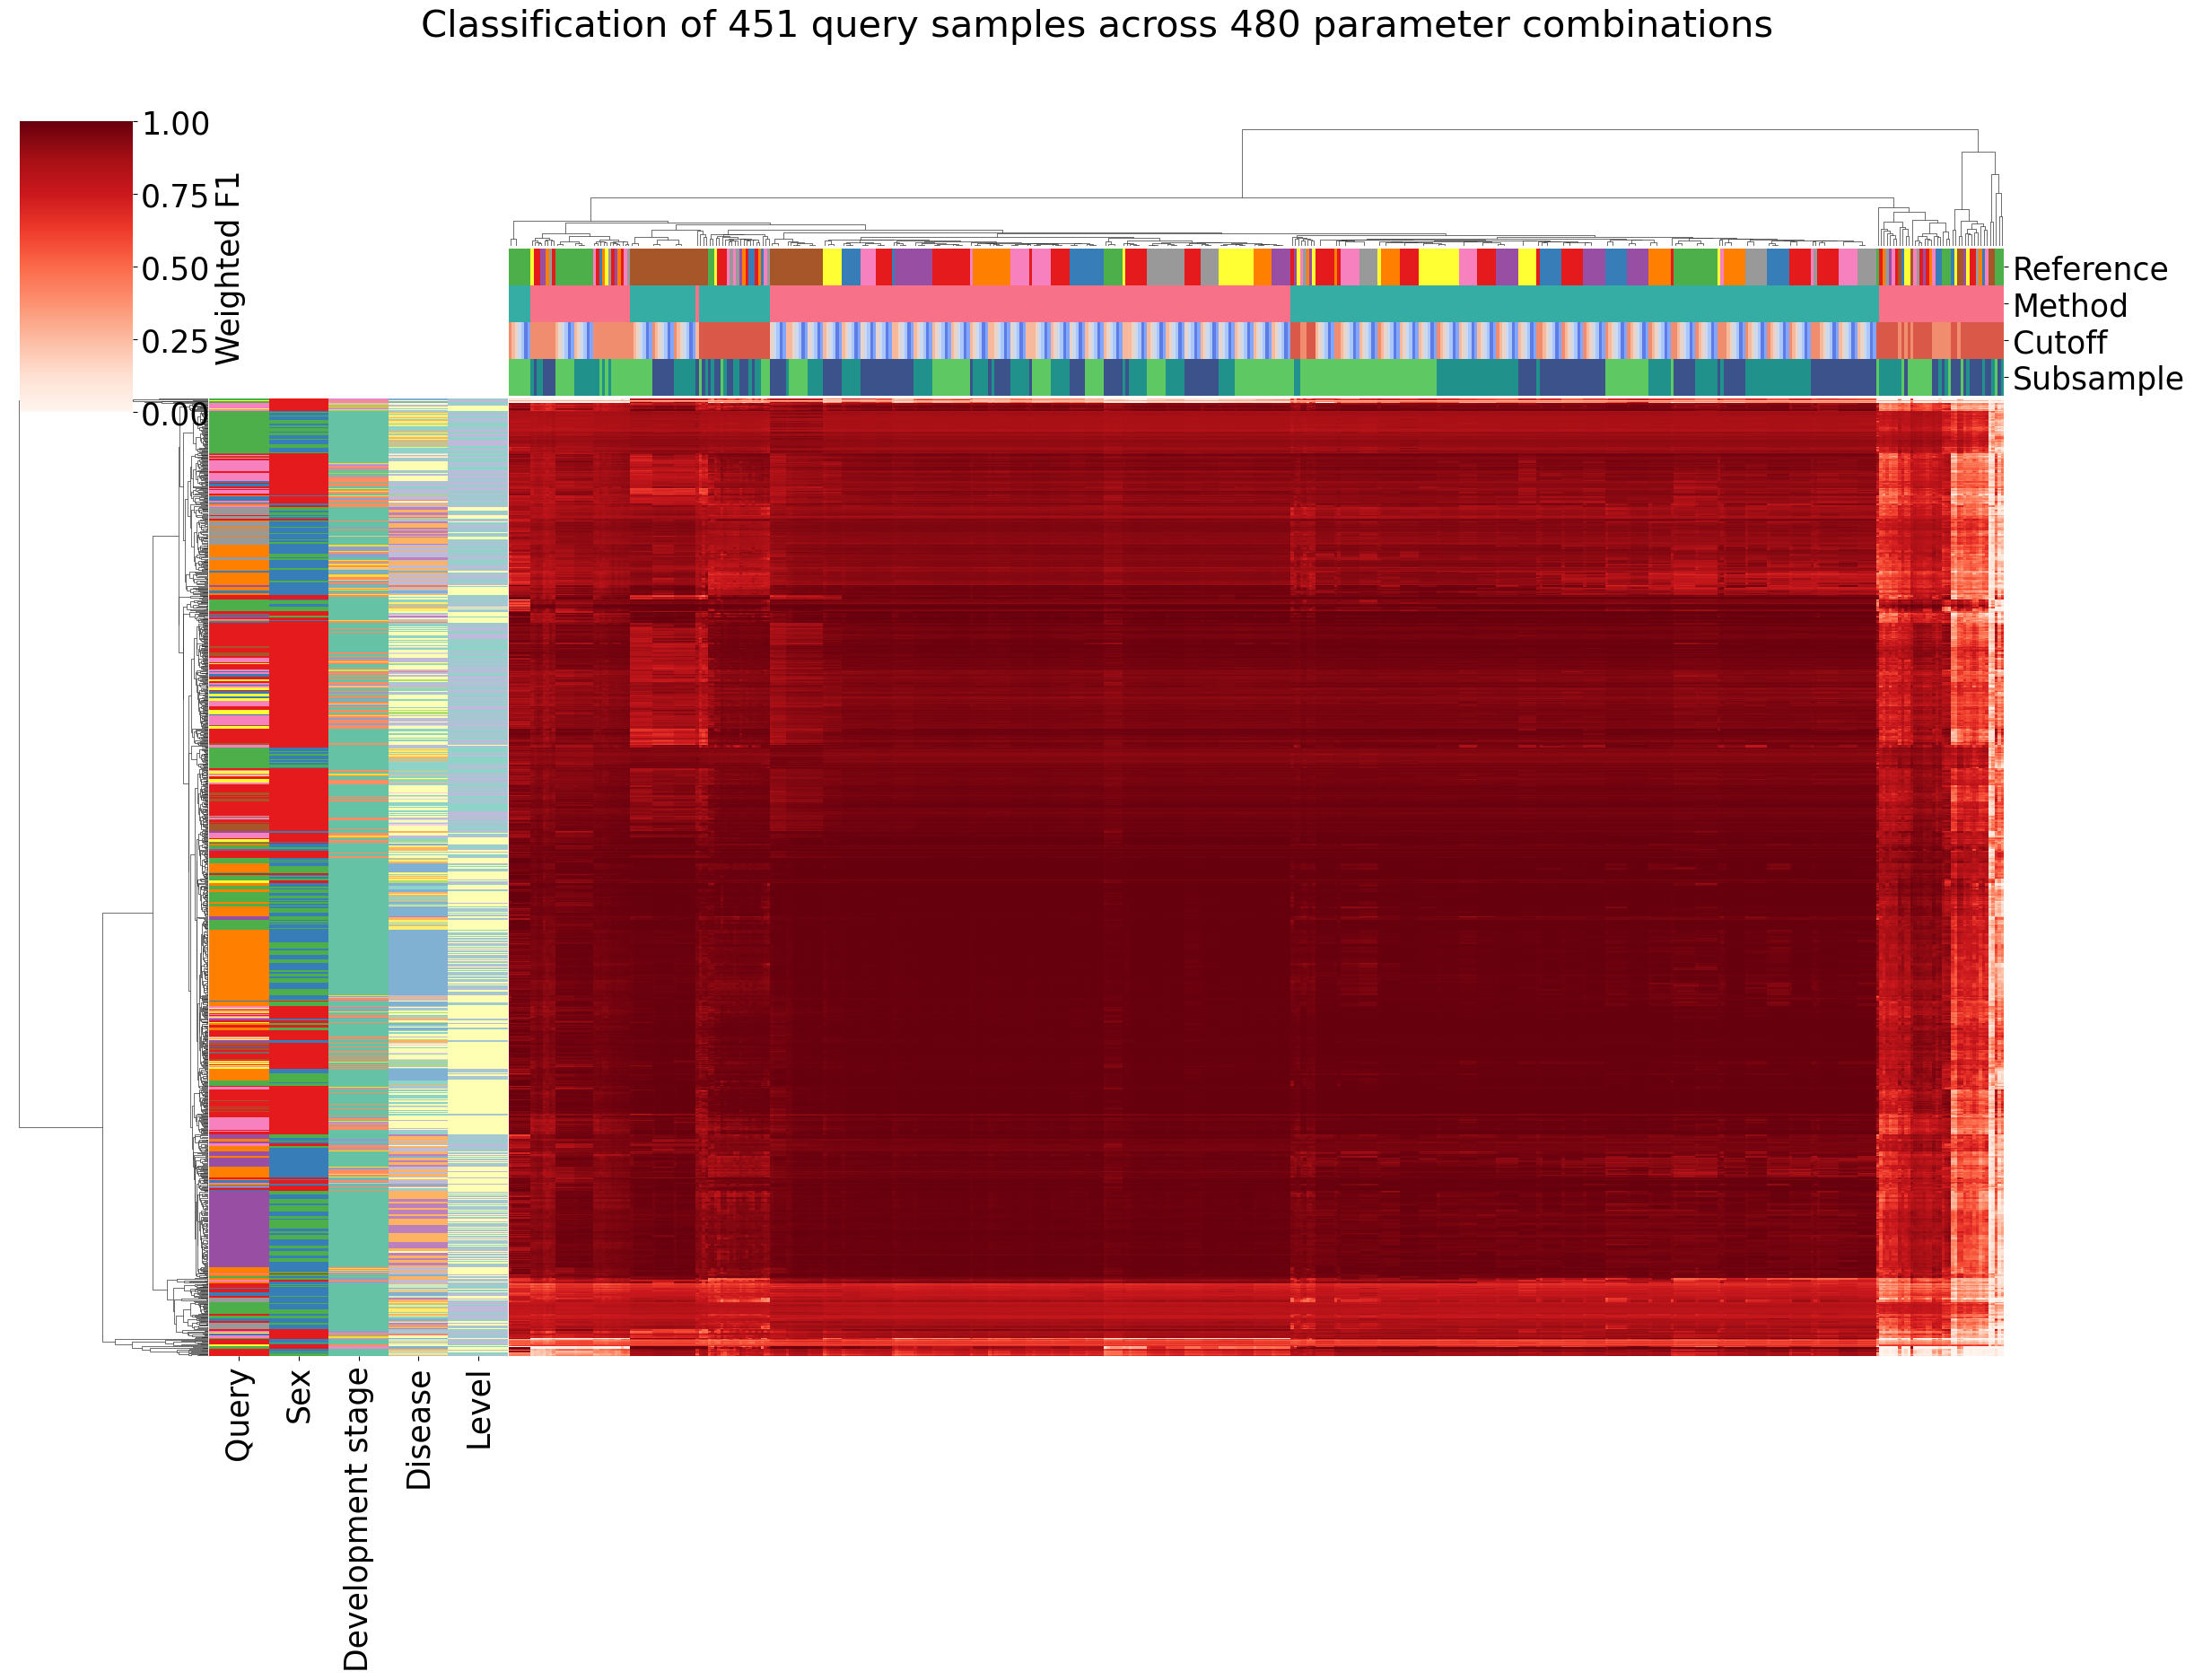 Classification of 451 query samples across 480 parameter combinations
1.00
0.75
0.50
0.25
0.00
Weighted F1
Reference
Method
Cutoff
Subsample
Query
Sex
Development stage
Disease
Level